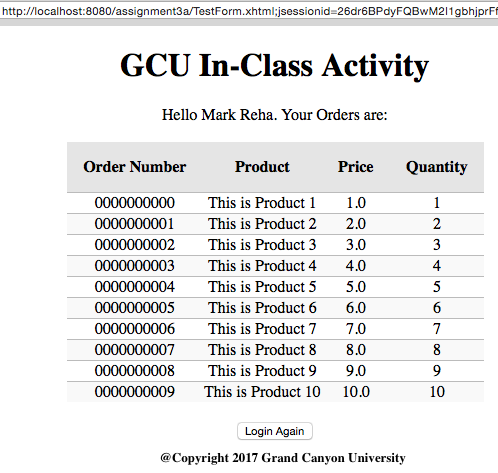 http://localhost:8080/assignment3a/TestForm.xhtml;jsessionid=26dr6BPdyFQBwM2I1gbhjprFf
GCU In-Class Activity
Hello Mark Reha. Your Orders are:
Order Number Product Price Quantity
0000000000 This is Product 1 1.0 1
0000000001 This is Product 2 2.0 2
0000000002 This is Product 3 3.0 3
0000000003 This is Product 4 4.0 4
0000000004 This is Product 5 5.0 5
0000000005 This is Product 6 6.0 6
0000000006 This is Product 7 7.0 7
0000000007 This is Product 8 8.0 8
0000000008 This is Product 9 9.0 9
0000000009 This is Product 10 10.0 10
Login Again
@Copyright 2017 Grand Canyon University